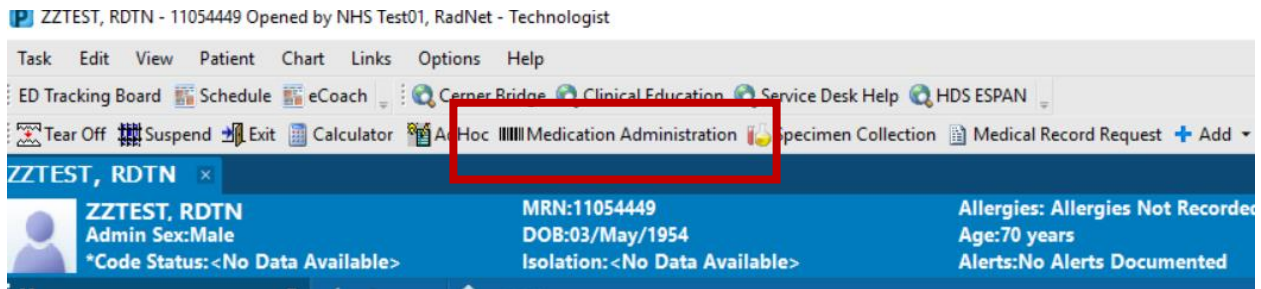 ZZTEST, RDTN - 11054449 Opened by NHS Test01, RadNet - Technologist
Task Edit View Patient Chart Links Options Help
ED Tracking Board Schedule eCoach Cerner Bridge Clinical Education Service Desk Help HDS ESPAN
Tear Off Suspend Exit Calculator AdHoc Medication Administration Specimen Collection Medical Record Request Add
ZZTEST, RDTN
ZZTEST, RDTN MRN:11054449 Allergies: Allergies Not Recorded
Admin Sex:Male DOB:03/May/1954 Age:70 years
*Code Status:<No Data Available> Isolation:<No Data Available> Alerts:No Alerts Documented